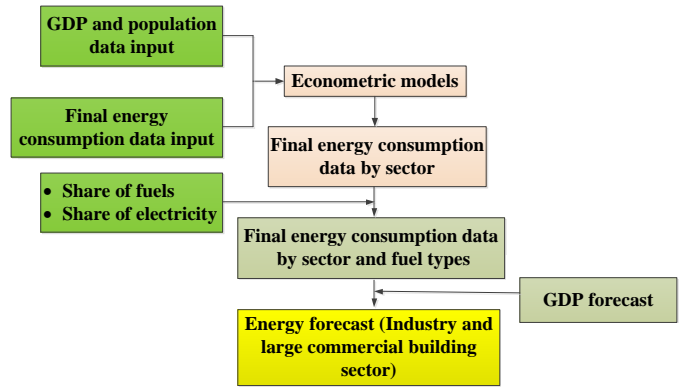 GDP and population
data input
Econometric models
Final energy
consumption data input
Final energy consumption
data by sector
• Share of fuels
• Share of electricity
Final energy consumption data
by sector and fuel types
GDP forecast
Energy forecast (Industry and
large commercial building
sector)